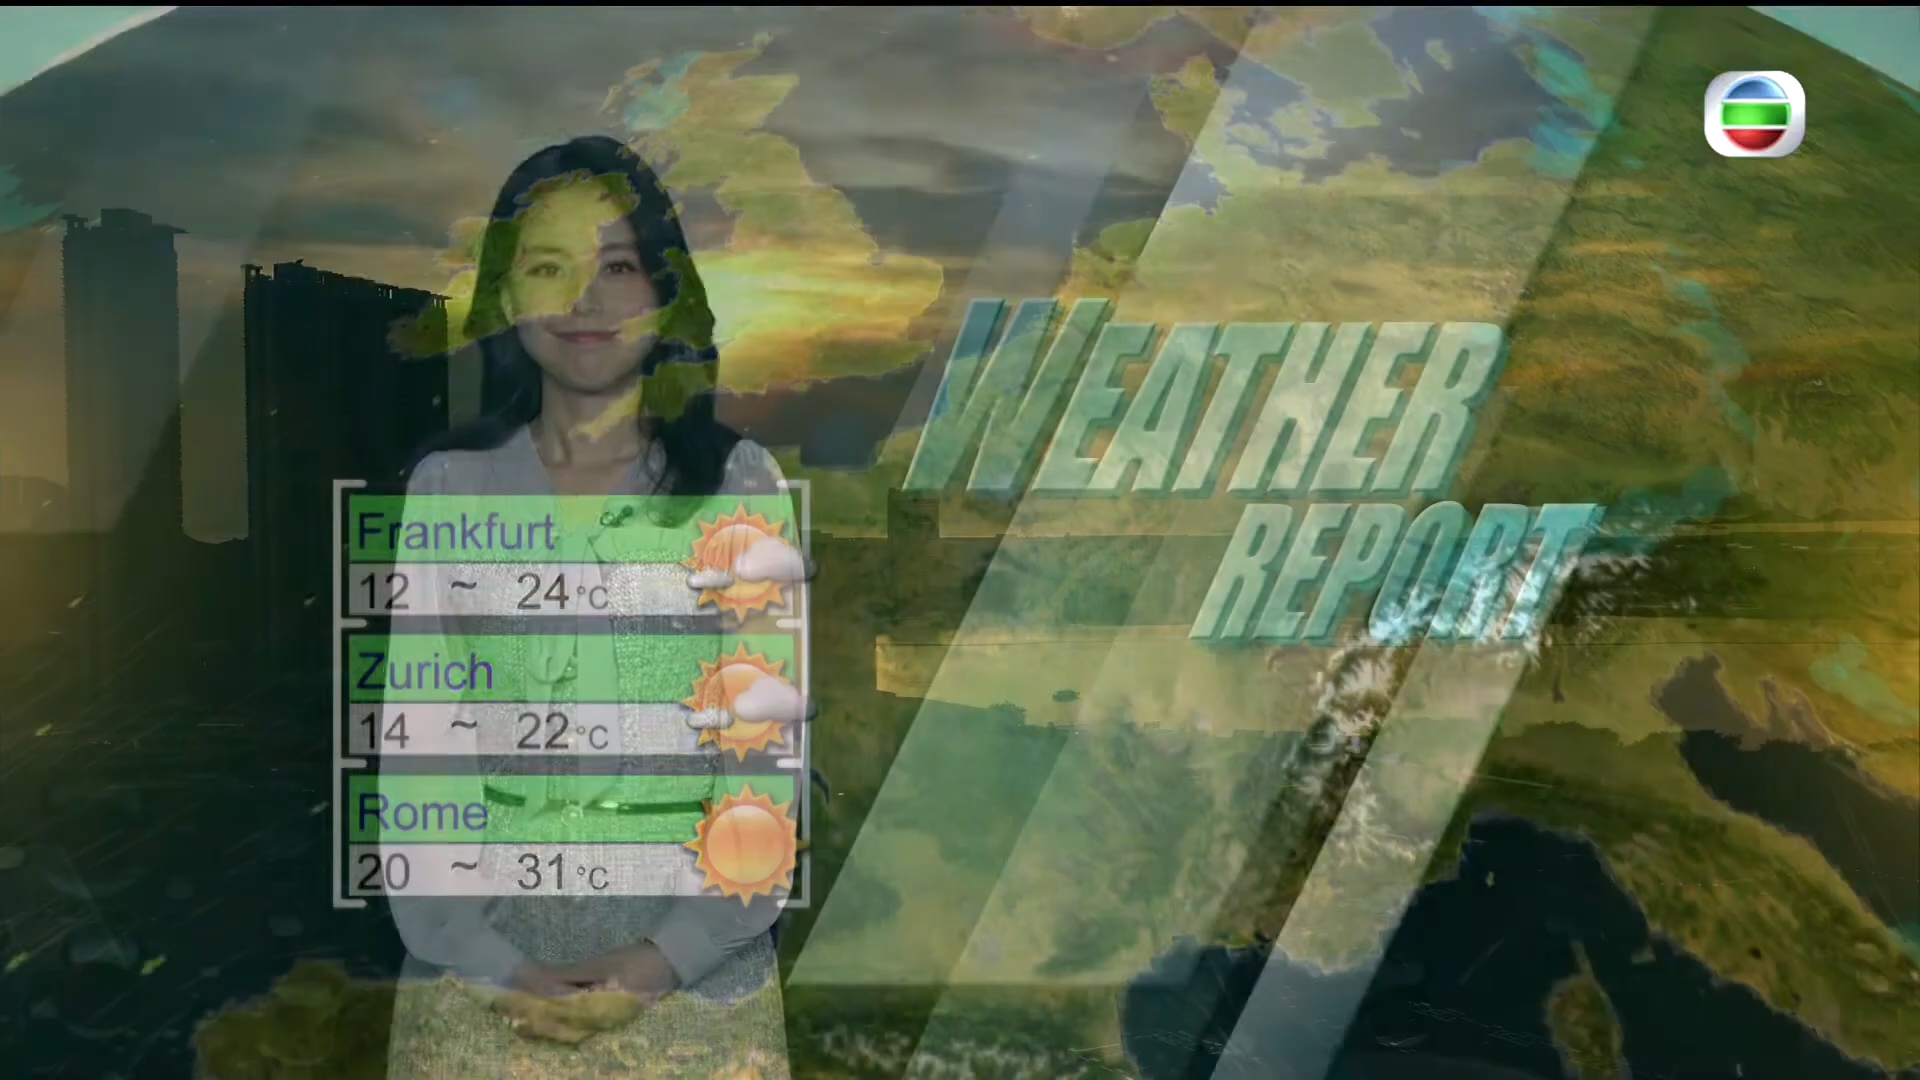 WEATHER
REPORT
Frankfurt
12 ~ 24°C
Zurich
14 ~ 22°C
Rome
20 ~ 31°C